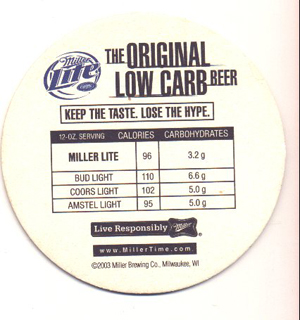 Miller
Lite
THE ORIGINAL
LOW CARB BEER
KEEP THE TASTE. LOSE THE HYPE.
12-OZ. SERVING CALORIES CARBOHYDRATES
MILLER LITE 96 3.2 g
BUD LIGHT 110 6.6 g
COORS LIGHT 102 5.0 g
AMSTEL LIGHT 95 5.0 g
Live Responsibly Miller
www.MillerTime.com
©2003 Miller Brewing Co., Milwaukee, WI